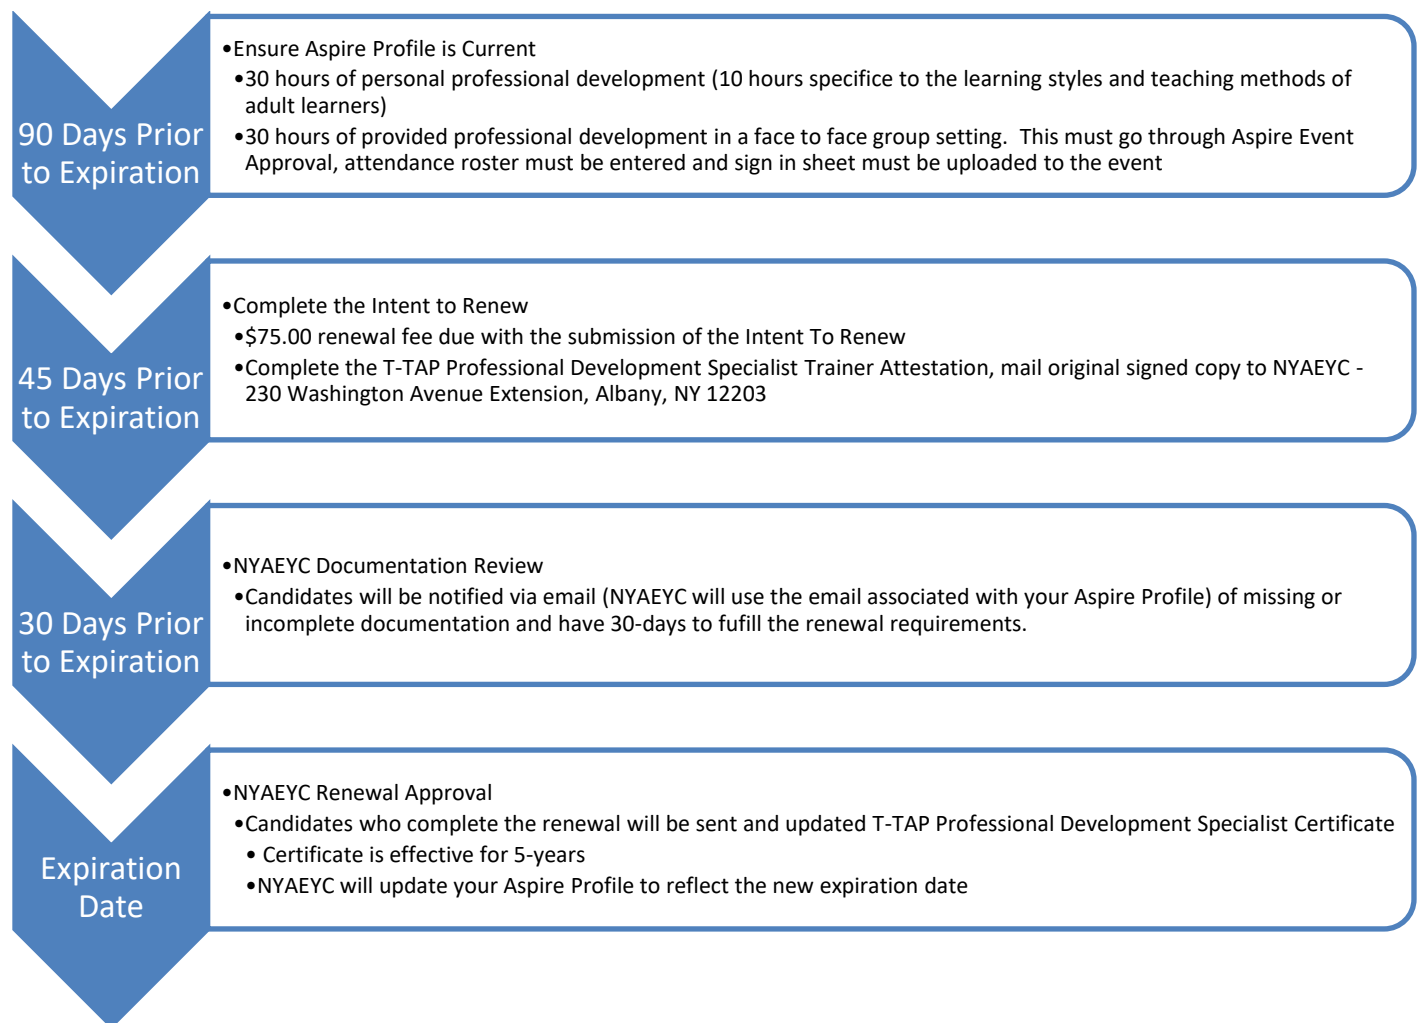 90 Days Prior
to Expiration
•Ensure Aspire Profile is Current
•30 hours of personal professional development (10 hours specifice to the learning styles and teaching methods of
adult learners)
•30 hours of provided professional development in a face to face group setting.  This must go through Aspire Event
Approval, attendance roster must be entered and sign in sheet must be uploaded to the event
45 Days Prior
to Expiration
•Complete the Intent to Renew
•$75.00 renewal fee due with the submission of the Intent To Renew
•Complete the T-TAP Professional Development Specialist Trainer Attestation, mail original signed copy to NYAEYC -
230 Washington Avenue Extension, Albany, NY 12203
30 Days Prior
to Expiration
•NYAEYC Documentation Review
•Candidates will be notified via email (NYAEYC will use the email associated with your Aspire Profile) of missing or
incomplete documentation and have 30-days to fufill the renewal requirements.
Expiration
Date
•NYAEYC Renewal Approval
•Candidates who complete the renewal will be sent and updated T-TAP Professional Development Specialist Certificate
• Certificate is effective for 5-years
•NYAEYC will update your Aspire Profile to reflect the new expiration date